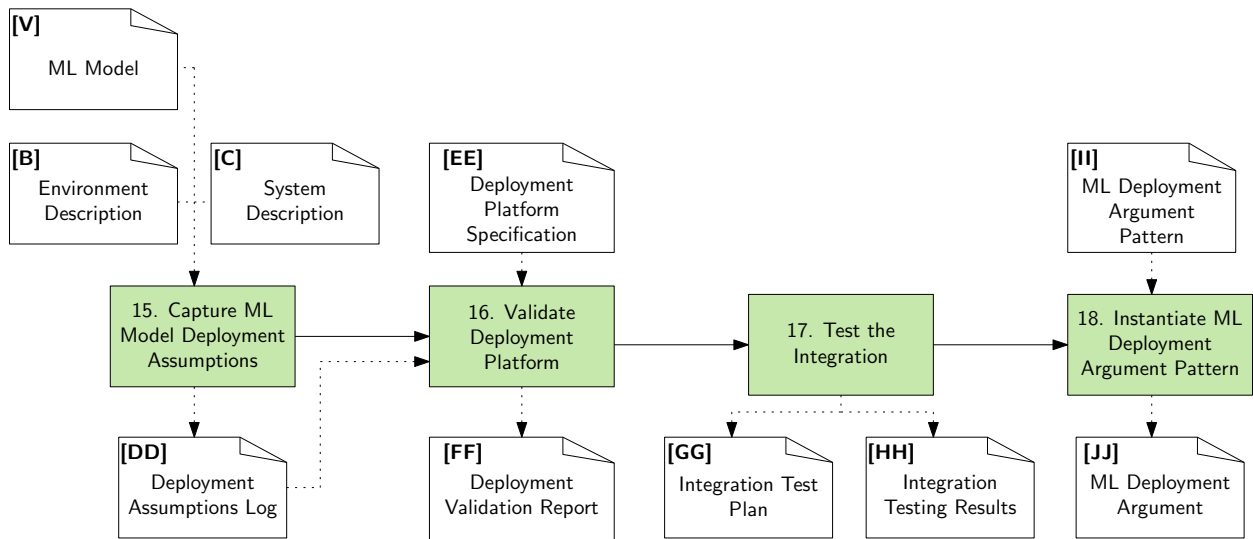 [V]
ML Model
[B]
Environment
Description
[C]
System
Description
[EE]
Deployment
Platform
Specification
[II]
ML Deployment
Argument
Pattern
15. Capture ML
Model Deployment
Assumptions
16. Validate
Deployment
Platform
17. Test the
Integration
18. Instantiate ML
Deployment
Argument Pattern
[DD]
Deployment
Assumptions Log
[FF]
Deployment
Validation Report
[GG]
Integration Test
Plan
[HH]
Integration
Testing Results
[JJ]
ML Deployment
Argument